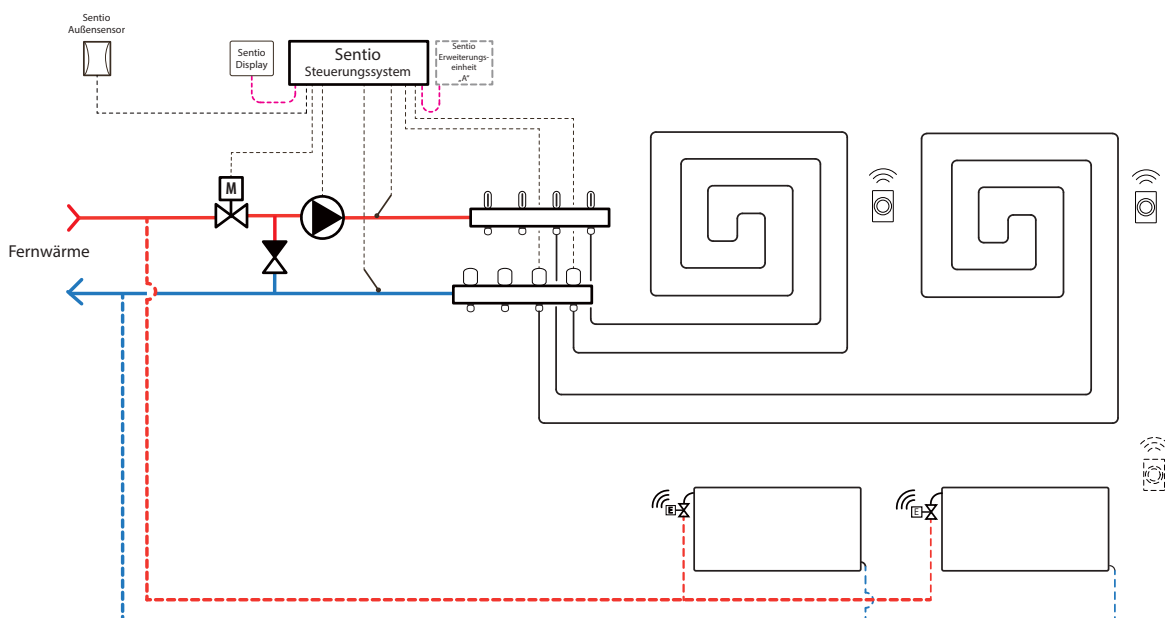 Sentio
Außensensor
Sentio
Display
Sentio
Steuerungssystem
Sentio
Erweiterungs-
einheit
„A“
M
Fernwärme
E
E